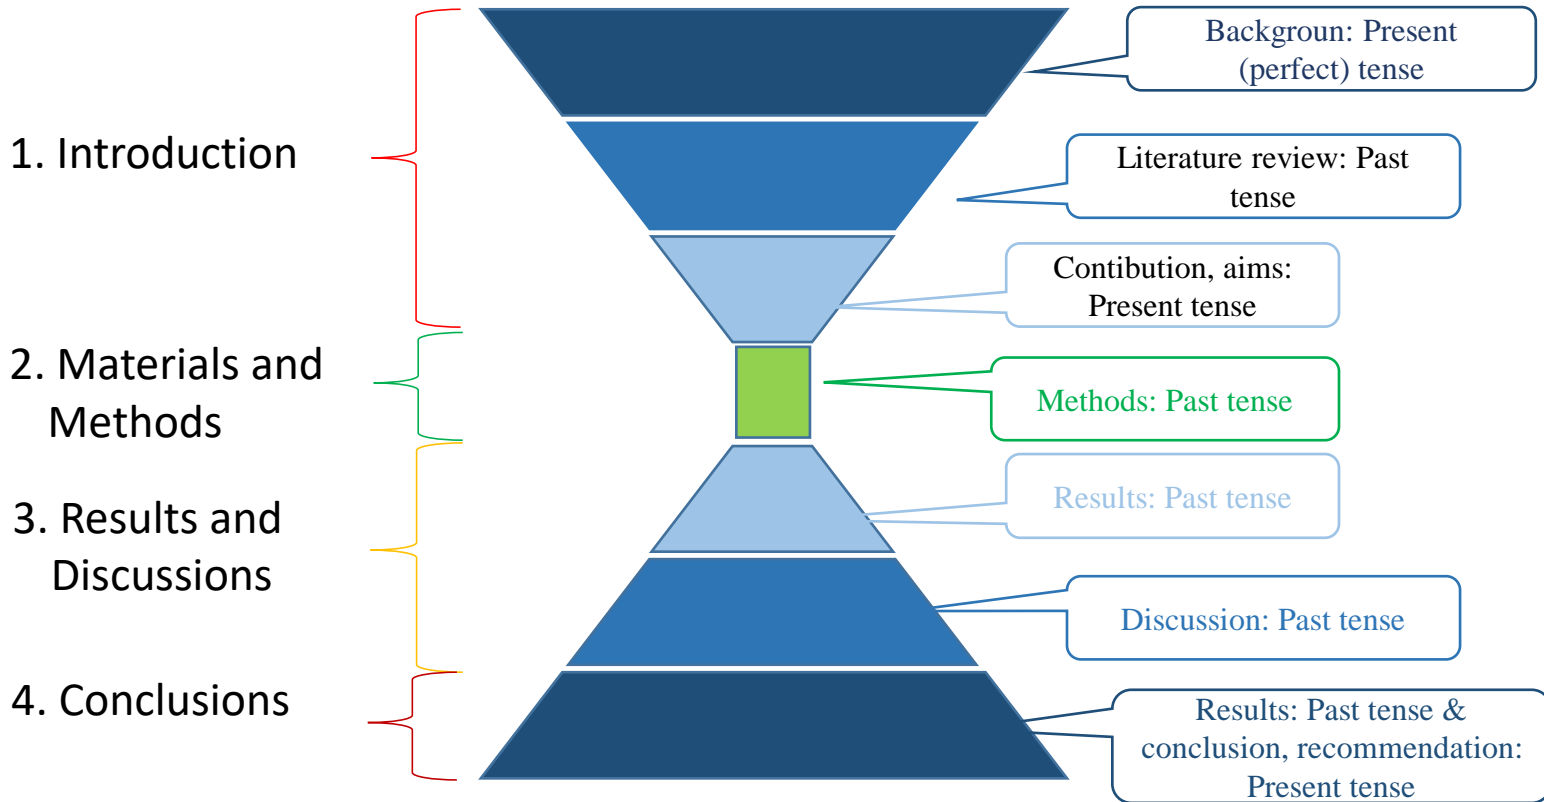 1. Introduction
2. Materials and
Methods
3. Results and
Discussions
4. Conclusions
Backgroun: Present
(perfect) tense
Literature review: Past
tense
Contibution, aims:
Present tense
Methods: Past tense
Results: Past tense
Discussion: Past tense
Results: Past tense &
conclusion, recommendation:
Present tense